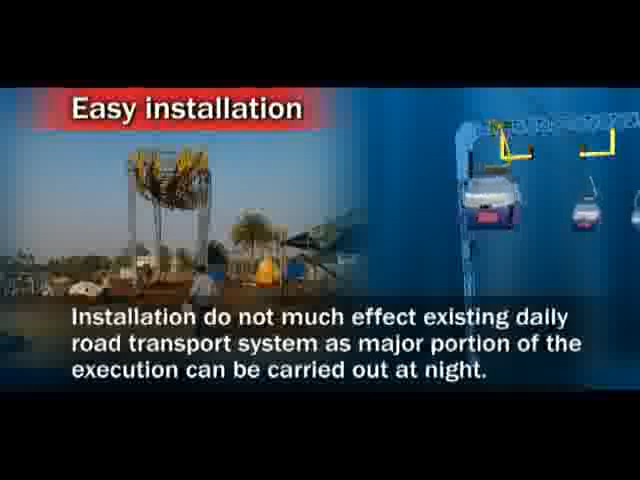 Easy installation
Installation do not much effect existing daily
road transport system as major portion of the
execution can be carried out at night.